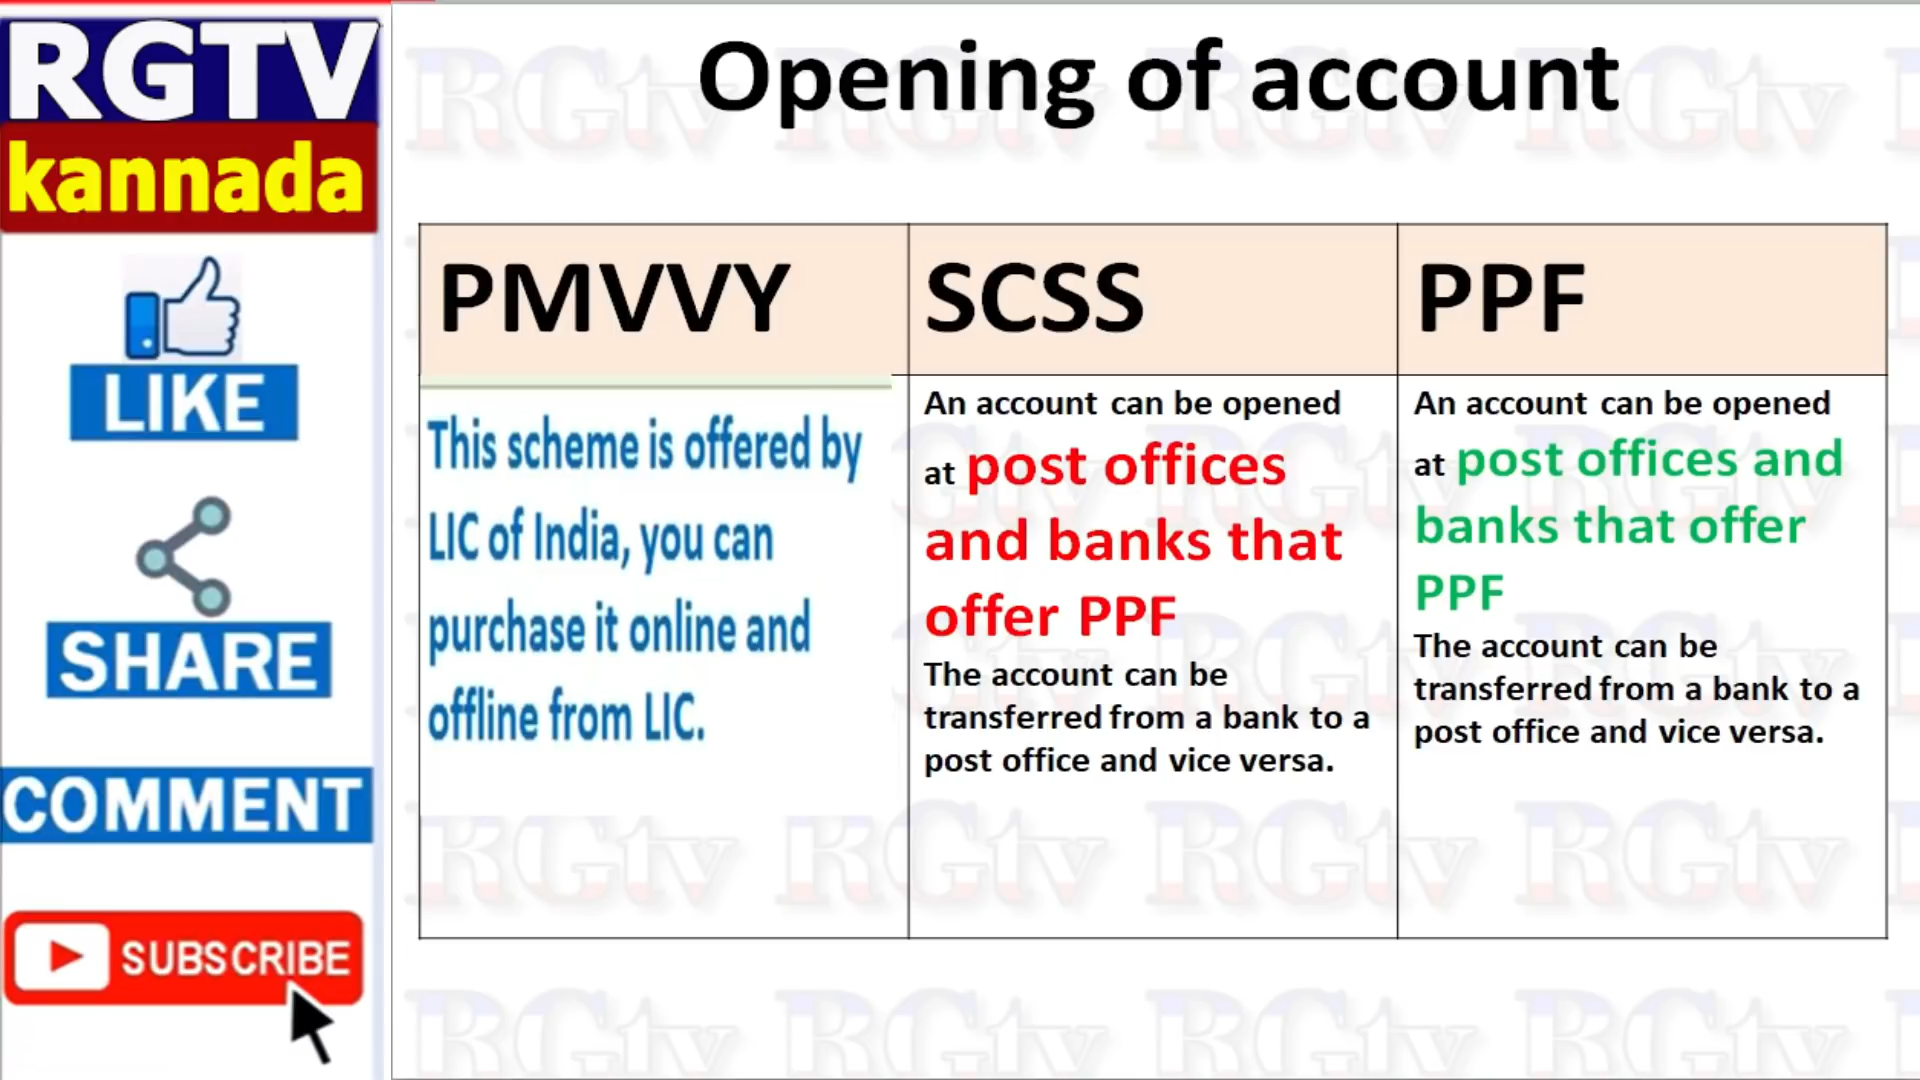 RGTV
kannada
LIKE
SHARE
COMMENT
SUBSCRIBE
Opening of account
PMVVY
This scheme is offered by
LIC of India, you can
purchase it online and
offline from LIC.
SCSS
An account can be opened
at post offices
and banks that
offer PPF
The account can be
transferred from a bank to a
post office and vice versa.
PPF
An account can be opened
at post offices and
banks that offer
PPF
The account can be
transferred from a bank to a
post office and vice versa.
RGtv RGtv RGtv RGtv